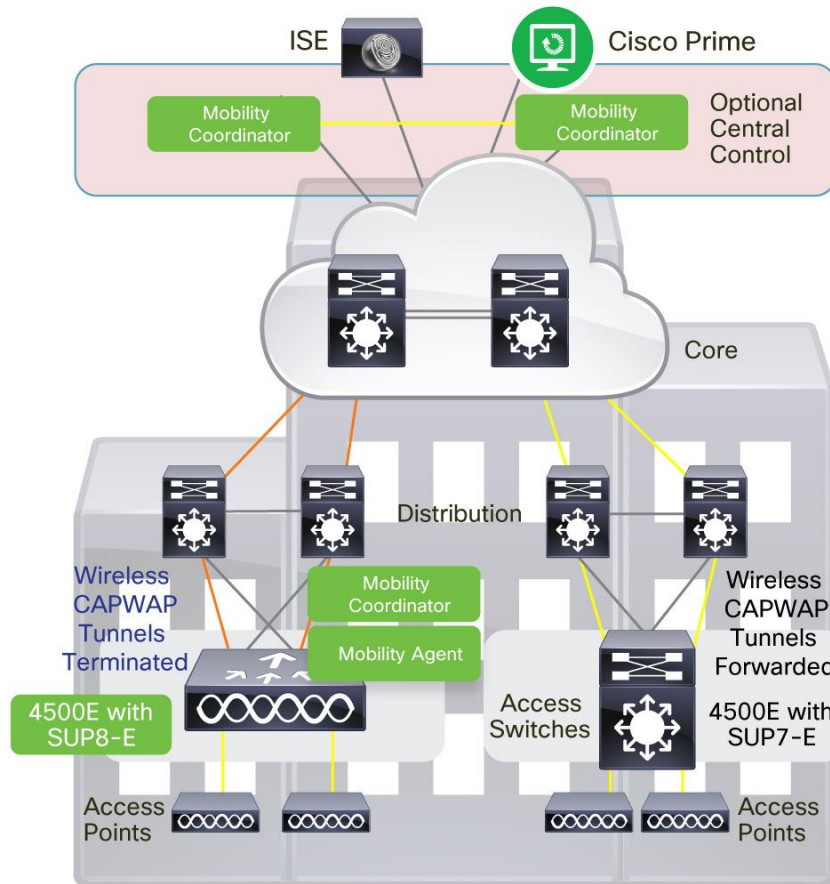 ISE
Cisco Prime
Mobility
Coordinator
Mobility
Coordinator
Optional
Central
Control
Core
Distribution
Wireless
CAPWAP
Tunnels
Terminated
Mobility
Coordinator
Mobility Agent
Wireless
CAPWAP
Tunnels
Forwarded
4500E with
SUP8-E
Access
Switches
4500E with
SUP7-E
Access
Points
Access
Points